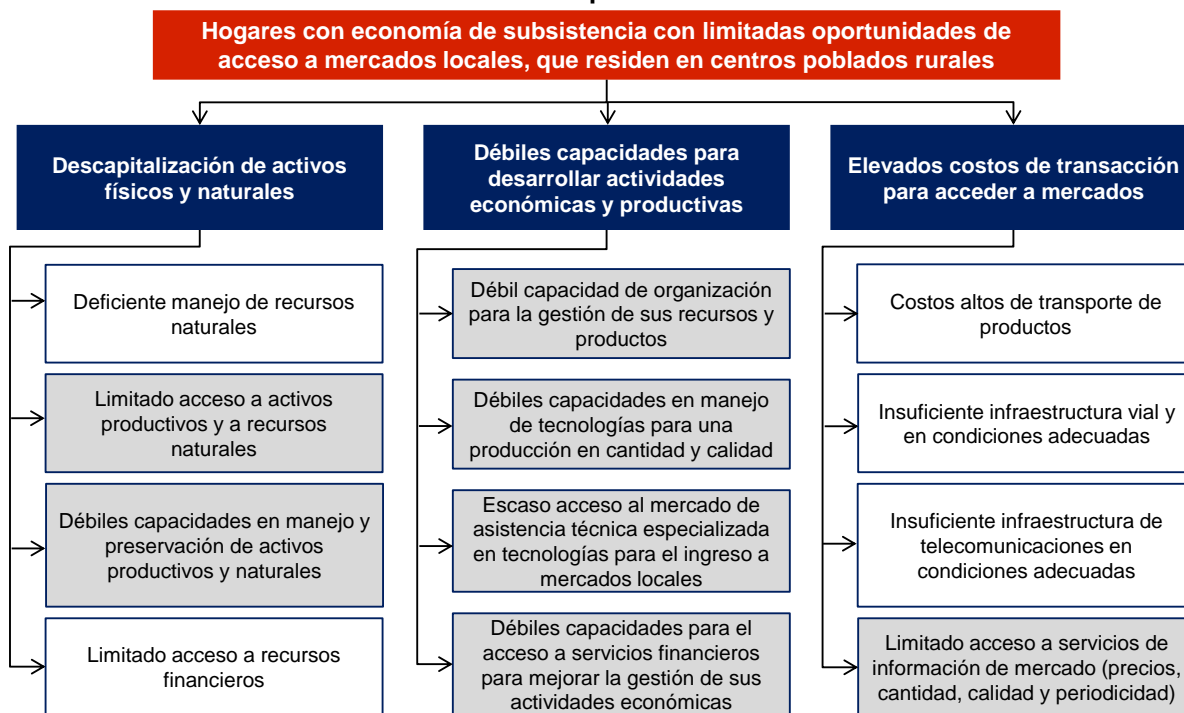 Hogares con economía de subsistencia con limitadas oportunidades de
acceso a mercados locales, que residen en centros poblados rurales
Descapitalización de activos
físicos y naturales
Deficiente manejo de recursos
naturales
Limitado acceso a activos
productivos y a recursos
naturales
Débiles capacidades en manejo y
preservación de activos
productivos y naturales
Limitado acceso a recursos
financieros
Débiles capacidades para
desarrollar actividades
económicas y productivas
Débil capacidad de organización
para la gestión de sus recursos y
productos
Débiles capacidades en manejo
de tecnologías para una
producción en cantidad y calidad
Escaso acceso al mercado de
asistencia técnica especializada
en tecnologías para el ingreso a
mercados locales
Débiles capacidades para el
acceso a servicios financieros
para mejorar la gestión de sus
actividades económicas
Elevados costos de transacción
para acceder a mercados
Costos altos de transporte de
productos
Insuficiente infraestructura vial y
en condiciones adecuadas
Insuficiente infraestructura de
telecomunicaciones en
condiciones adecuadas
Limitado acceso a servicios de
información de mercado (precios,
cantidad, calidad y periodicidad)